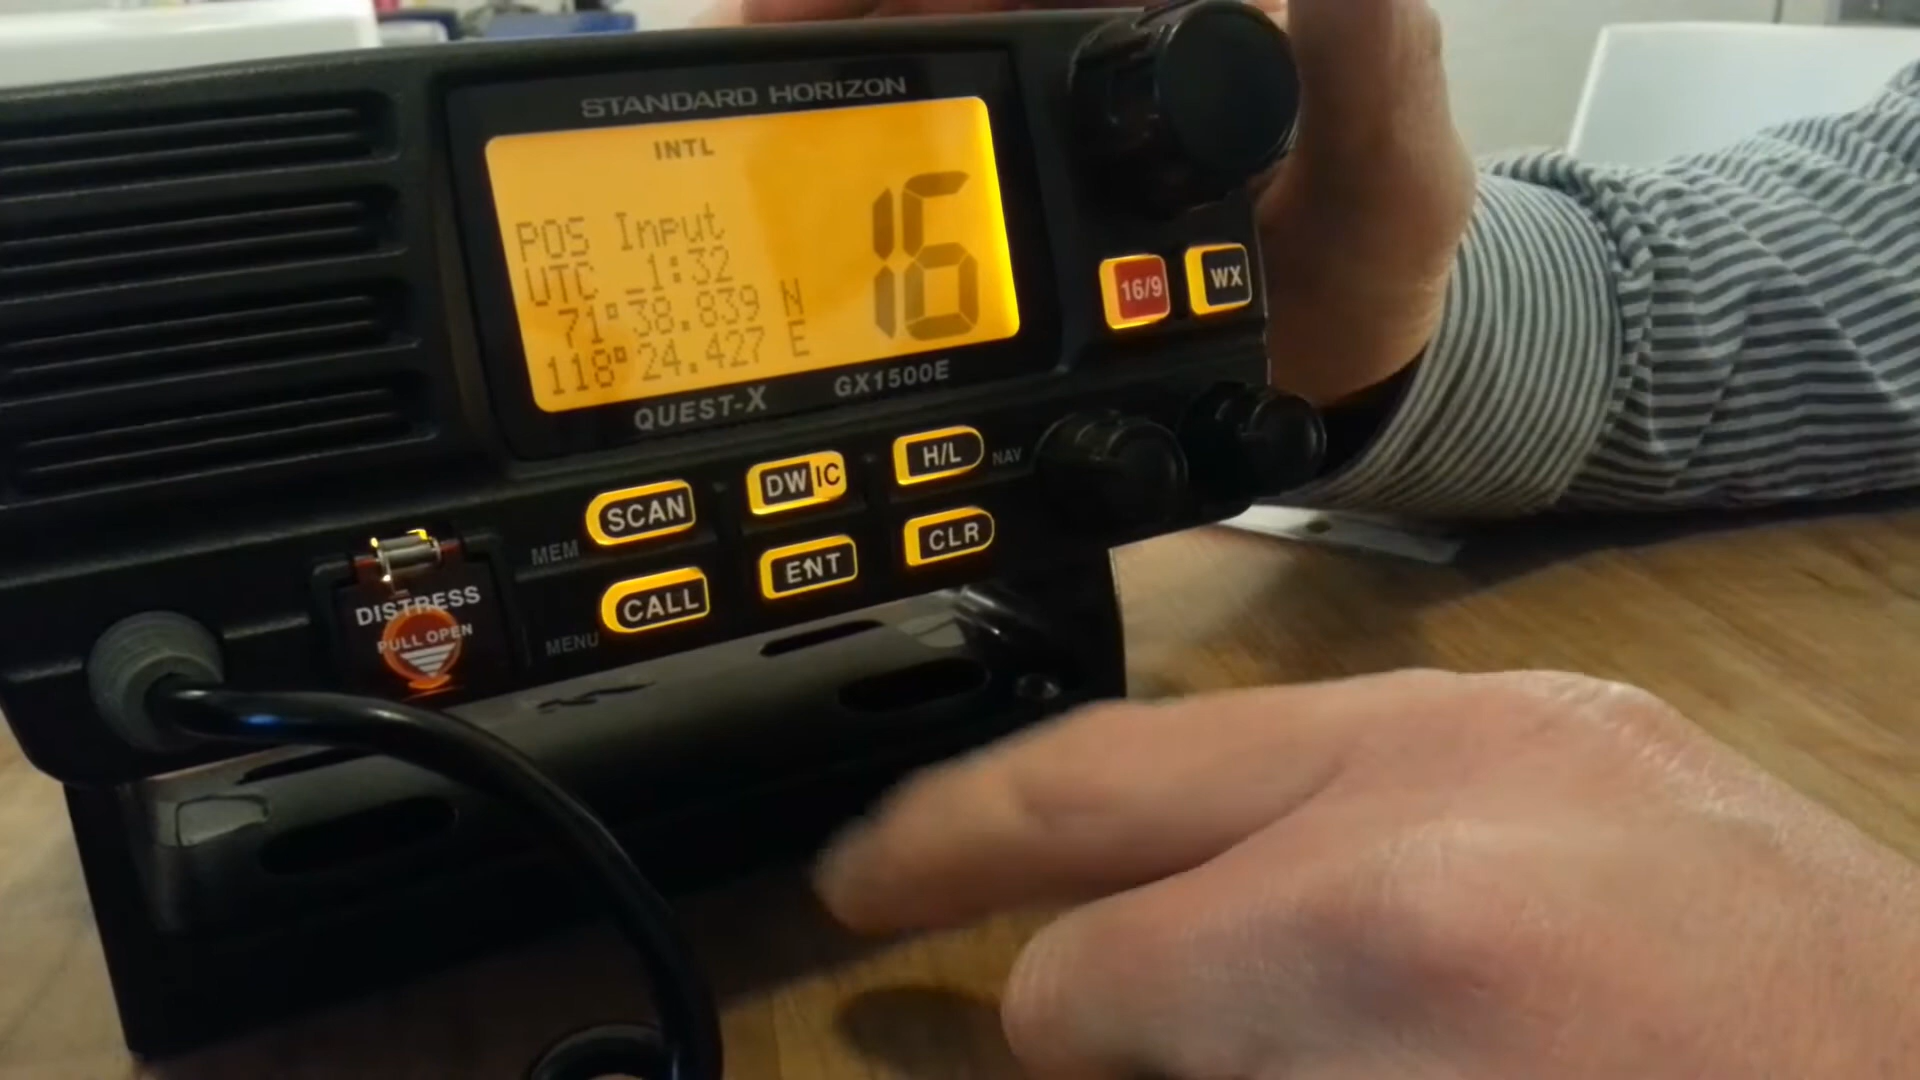 STANDARD HORIZON
INTL
16
POS Input
UTC _1:32
71°38.839 N
118°24.427 E
QUEST-X GX1500E
16/9 WX
SCAN DW IC H/L NAV
MEM
CALL ENT CLR
MENU
DISTRESS
PULL OPEN